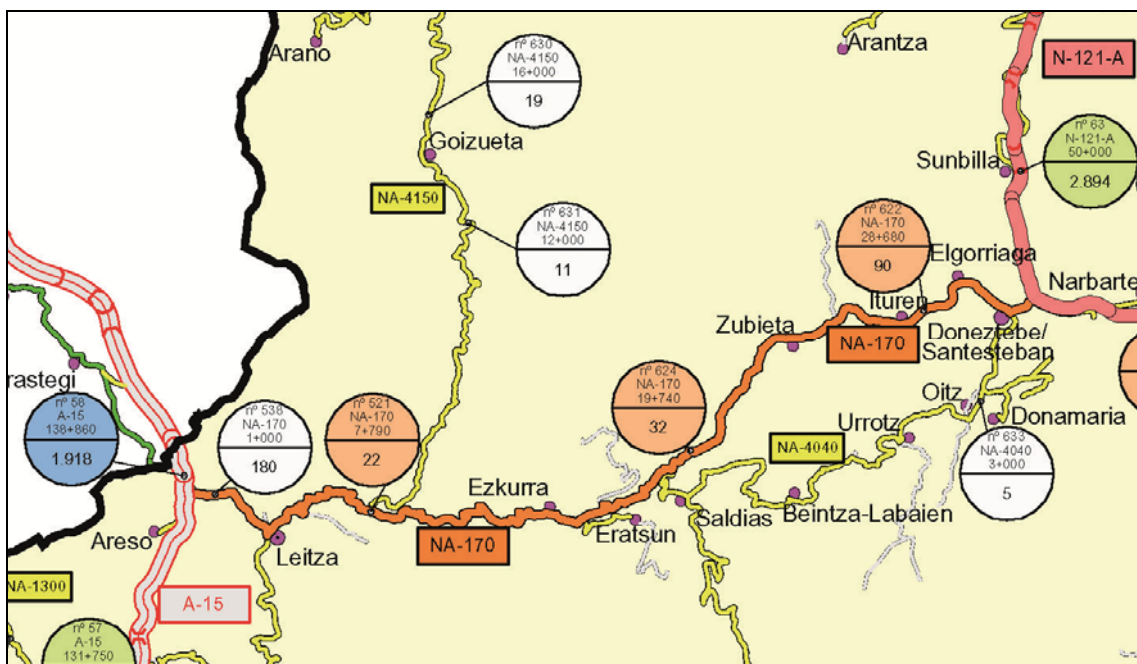 Arano
nº 630
NA-4150
16+000
19
Arantza
N-121-A
Goizueta
nº 63
N-121-A
50+000
2.894
Sunbilla
NA-4150
nº 631
NA-4150
12+000
11
nº 622
NA-170
28+680
90
Elgorriaga
Narbarte
Ituren
Zubieta
NA-170
Doneztebe/
Santesteban
rastegi
nº 58
A-15
138+860
1.918
nº 538
NA-170
1+000
180
nº 521
NA-170
7+790
22
nº 624
NA-170
19+740
32
Oitz
Donamaria
Urrotz
NA-4040
nº 633
NA-4040
3+000
5
Ezkurra
Saldias
Beintza-Labaien
Eratsun
Areso
Leitza
NA-170
NA-1300
A-15
nº 57
A-15
131+750